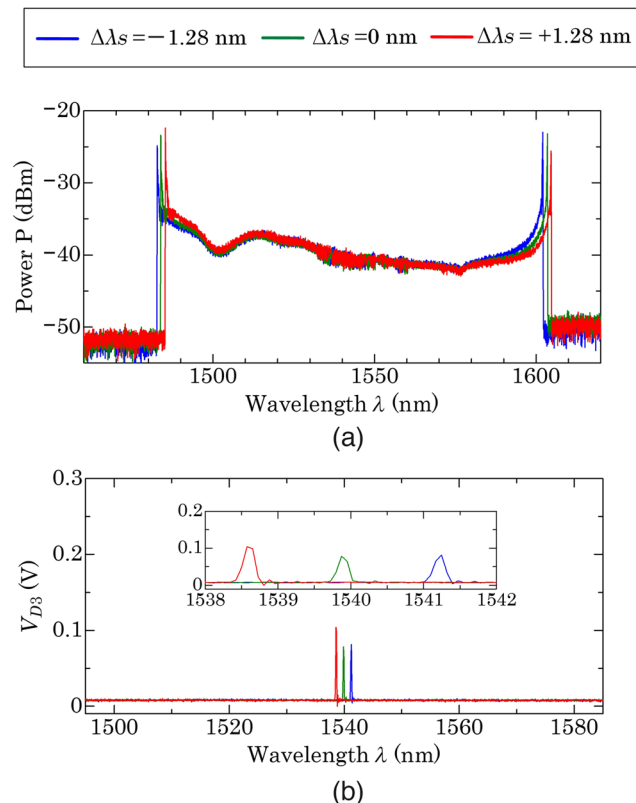 Δλs=−1.28 nm Δλs=0 nm Δλs=+1.28 nm
−20
−30
−40
−50
Power P (dBm)
1500 1550 1600
Wavelength λ (nm)
(a)
0.3
0.2
0.1
0
V_{D3} (V)
0.2
0.1
0
1538 1539 1540 1541 1542
1500 1520 1540 1560 1580
Wavelength λ (nm)
(b)